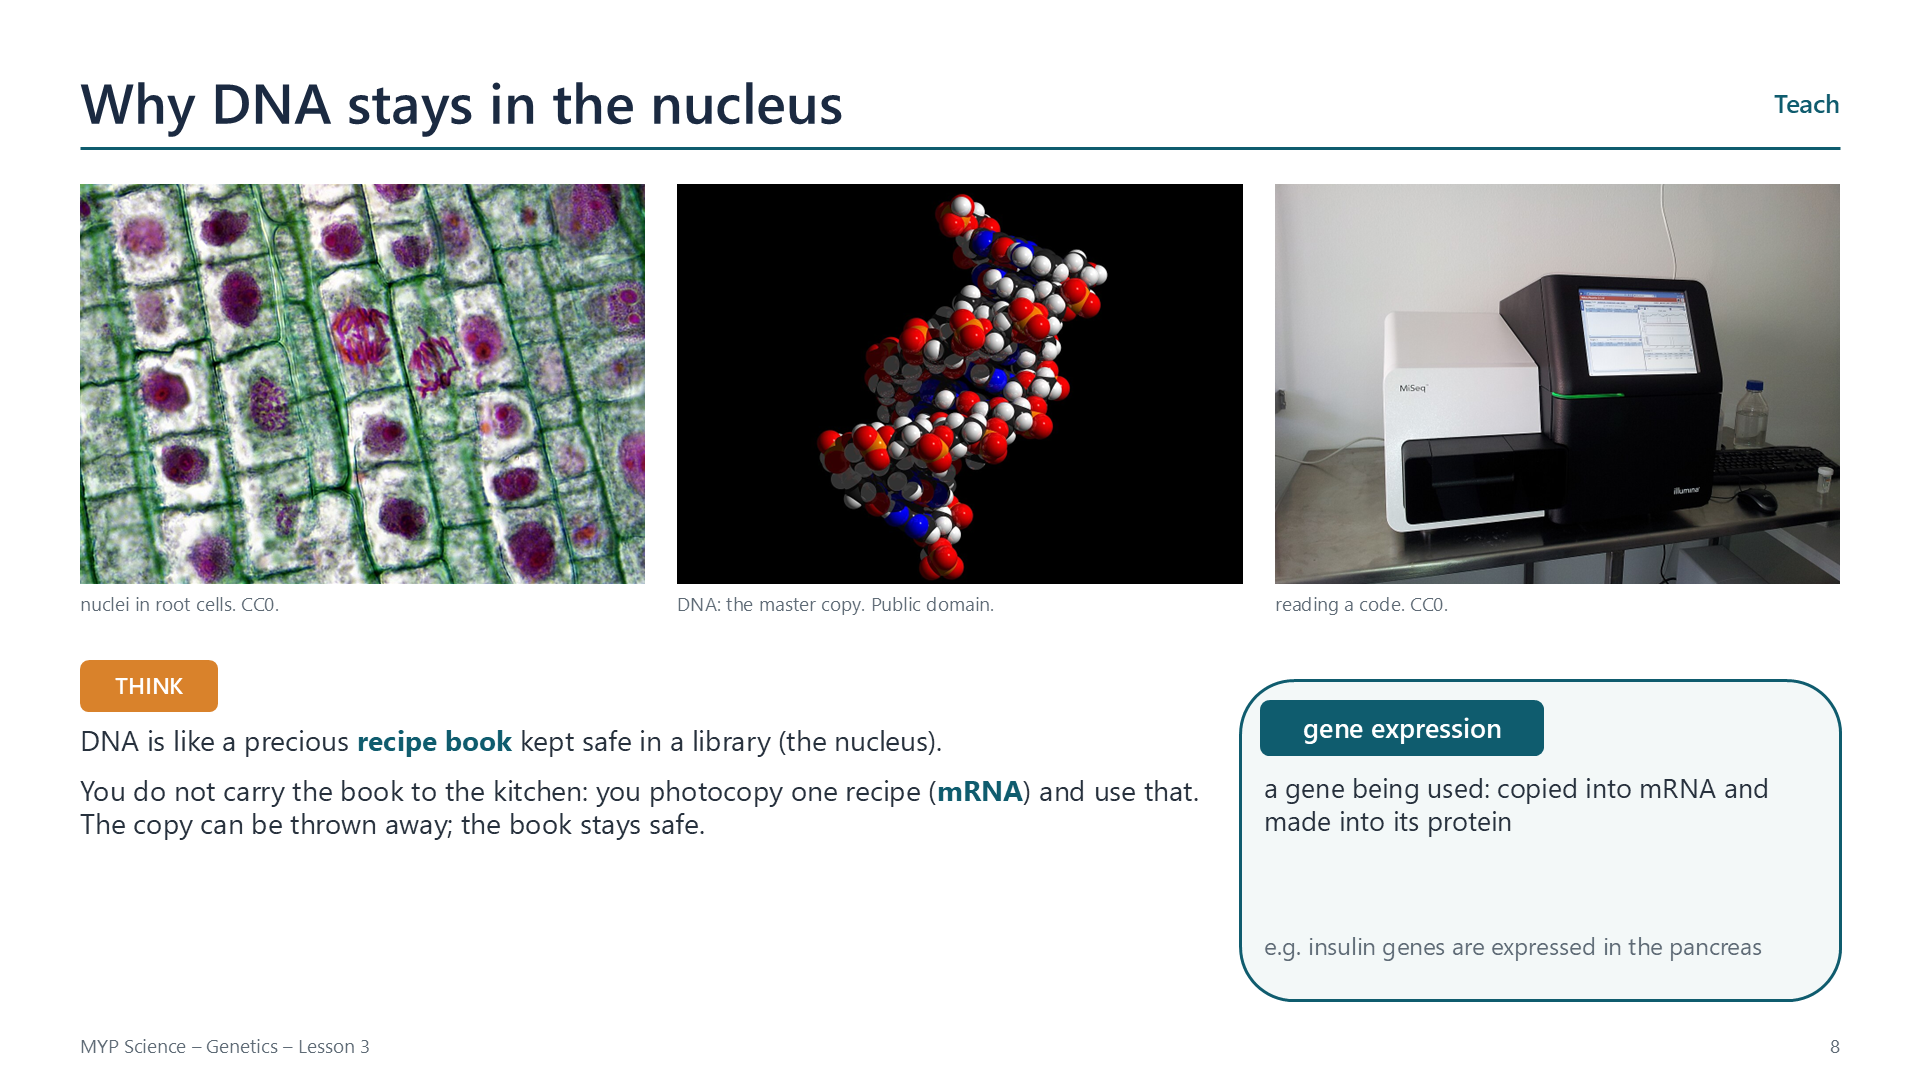 Why DNA stays in the nucleus
Teach
MiSeq
illumina
nuclei in root cells. CC0.
DNA: the master copy. Public domain.
reading a code. CC0.
THINK
DNA is like a precious recipe book kept safe in a library (the nucleus).
You do not carry the book to the kitchen: you photocopy one recipe (mRNA) and use that.
The copy can be thrown away; the book stays safe.
gene expression
a gene being used: copied into mRNA and
made into its protein
e.g. insulin genes are expressed in the pancreas
MYP Science – Genetics – Lesson 3
8